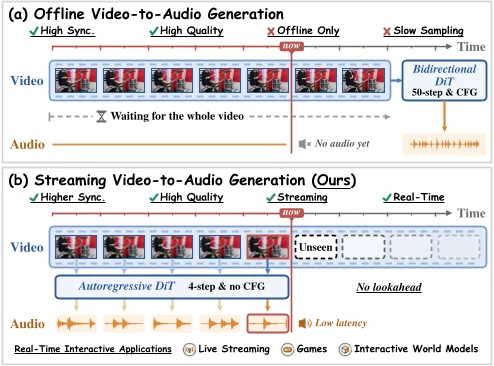 (a) Offline Video-to-Audio Generation
High Sync. High Quality Offline Only Slow Sampling
now Time
Video
Bidirectional
DiT
50-step & CFG
Waiting for the whole video
Audio No audio yet
(b) Streaming Video-to-Audio Generation (Ours)
Higher Sync. High Quality Streaming Real-Time
now Time
Video Unseen
Autoregressive DiT 4-step & no CFG No lookahead
Audio Low latency
Real-Time Interactive Applications Live Streaming Games Interactive World Models